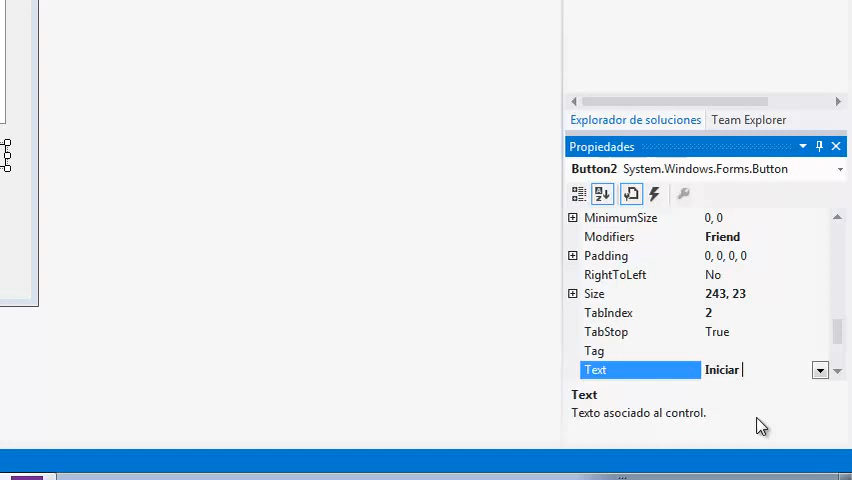 Explorador de soluciones Team Explorer
Propiedades
Button2 System.Windows.Forms.Button
MinimumSize 0, 0
Modifiers Friend
Padding 0, 0, 0, 0
RightToLeft No
Size 243, 23
TabIndex 2
TabStop True
Tag
Text Iniciar
Text
Texto asociado al control.